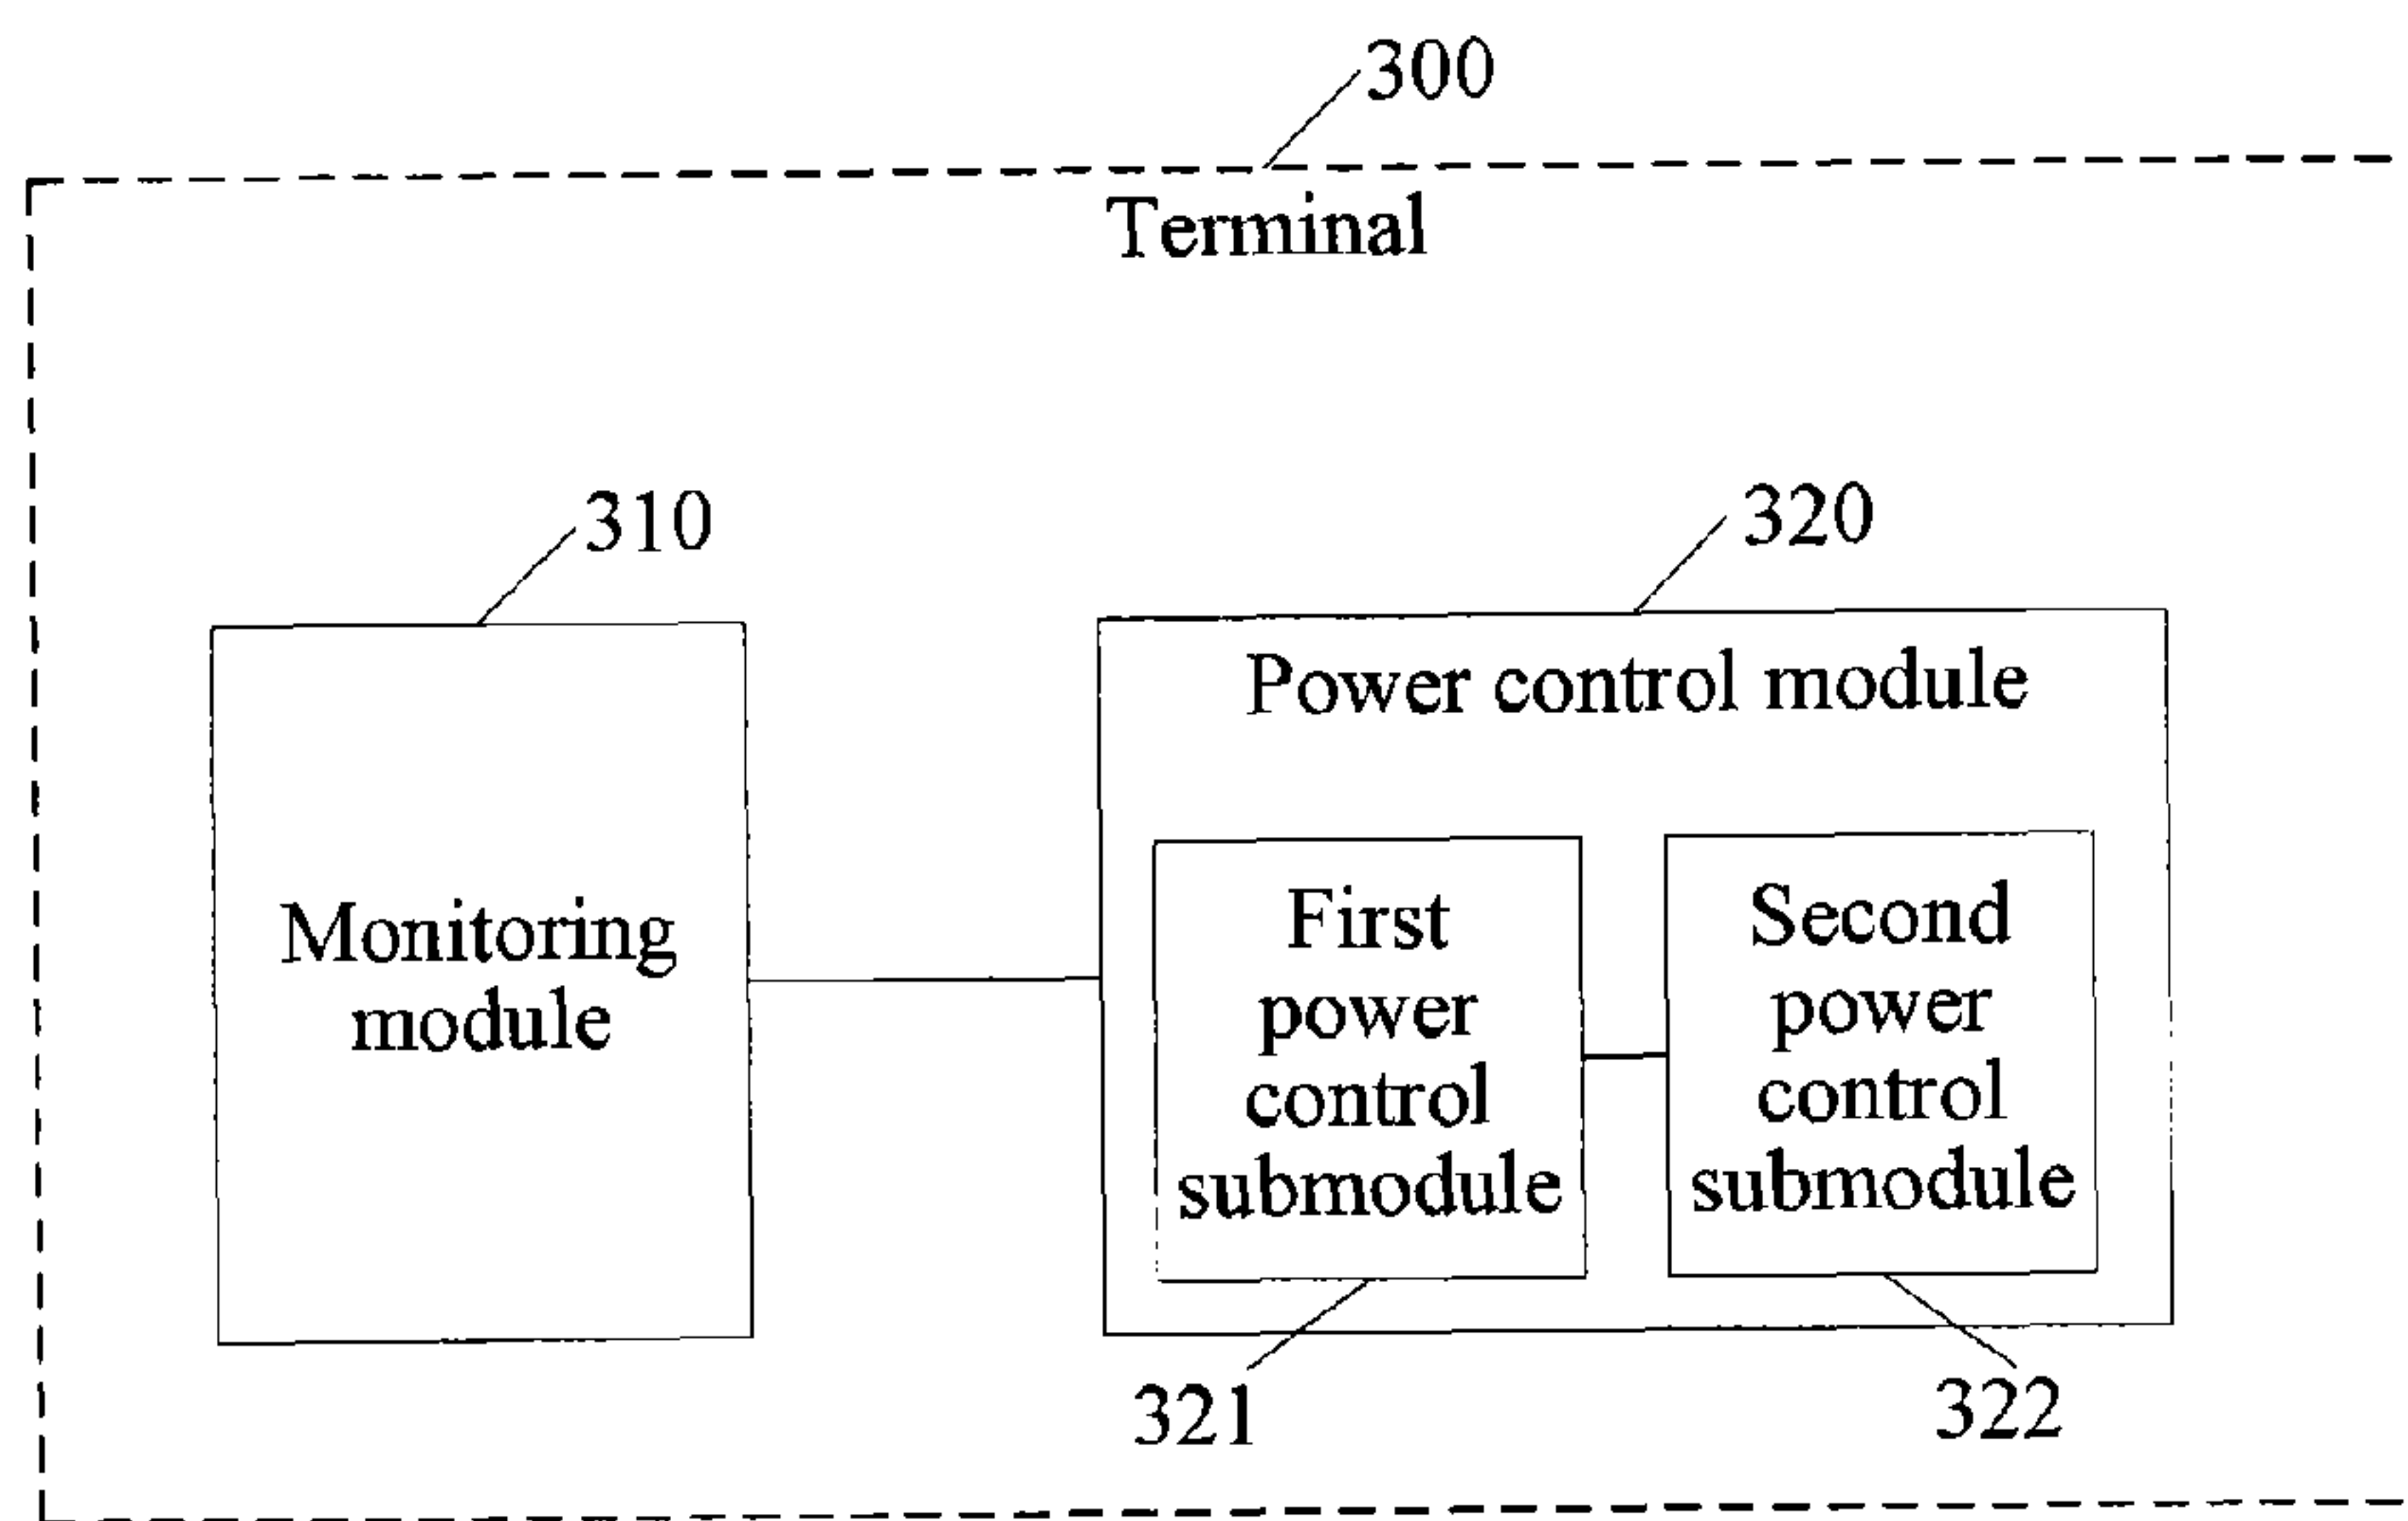 300
Terminal
310
320
Power control module
Monitoring
module
First
power
control
submodule
Second
power
control
submodule
321
322